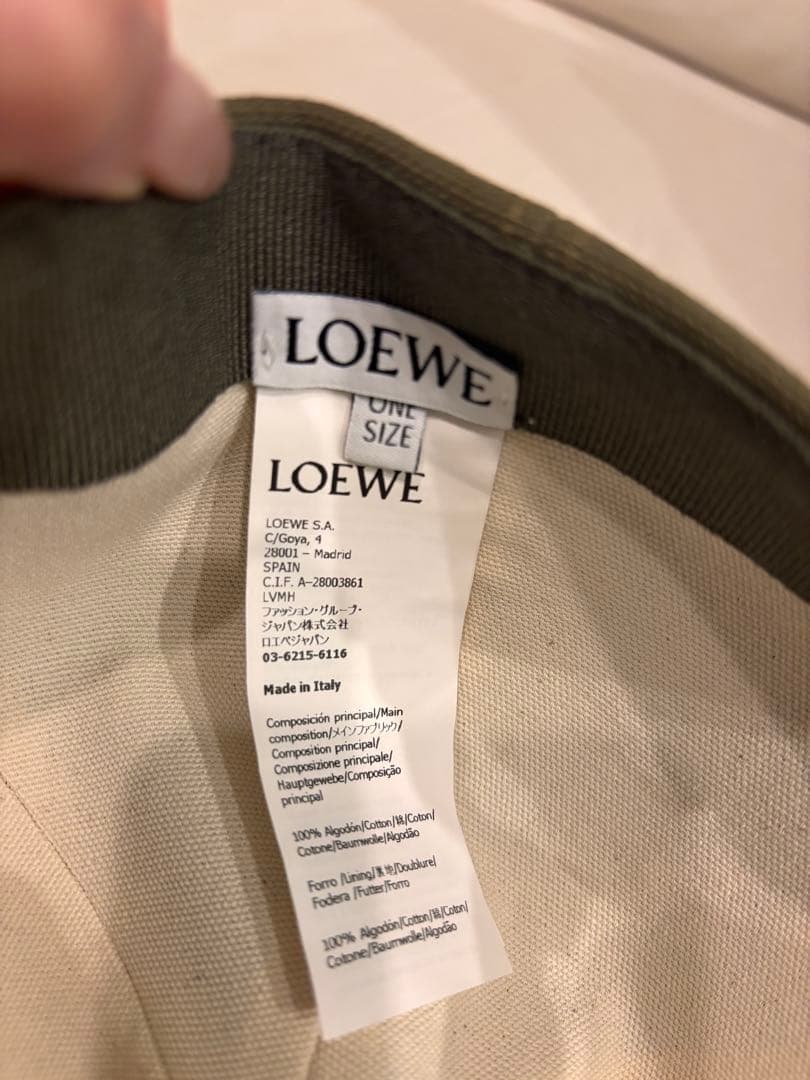 LOEWE
ONE
SIZE
LOEWE
LOEWE S.A.
C/Goya, 4
28001 – Madrid
SPAIN
C.I.F. A-28003861
LVMH
ファッション・グループ・
ジャパン株式会社
ロエベジャパン
03-6215-6116
Made in Italy
Composición principal/Main
composition/メインファブリック/
Composition principal/
Composizione principale/
Hauptgewebe/Composição
principal
100% Algodón/Cotton/綿/Coton/
Cotone/Baumwolle/Algodão
Forro /Lining/裏地/Doublure/
Fodera /Futter/Forro
100% Algodón/Cotton/綿/Coton/
Cotone/Baumwolle/Algodão